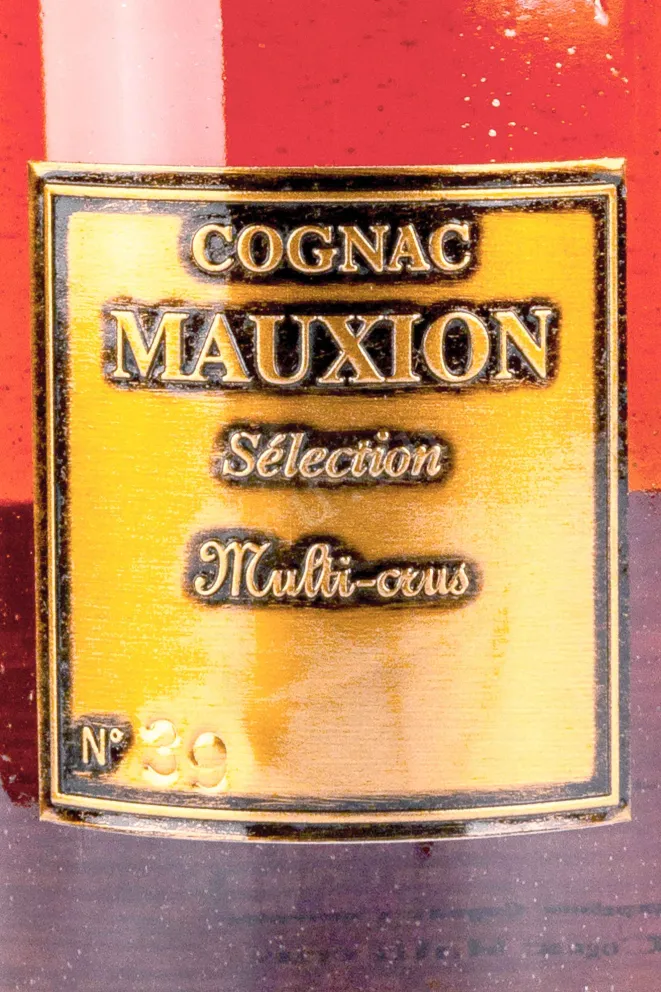 COGNAC
MAUXION
Sélection
Multi-crus
N° 39